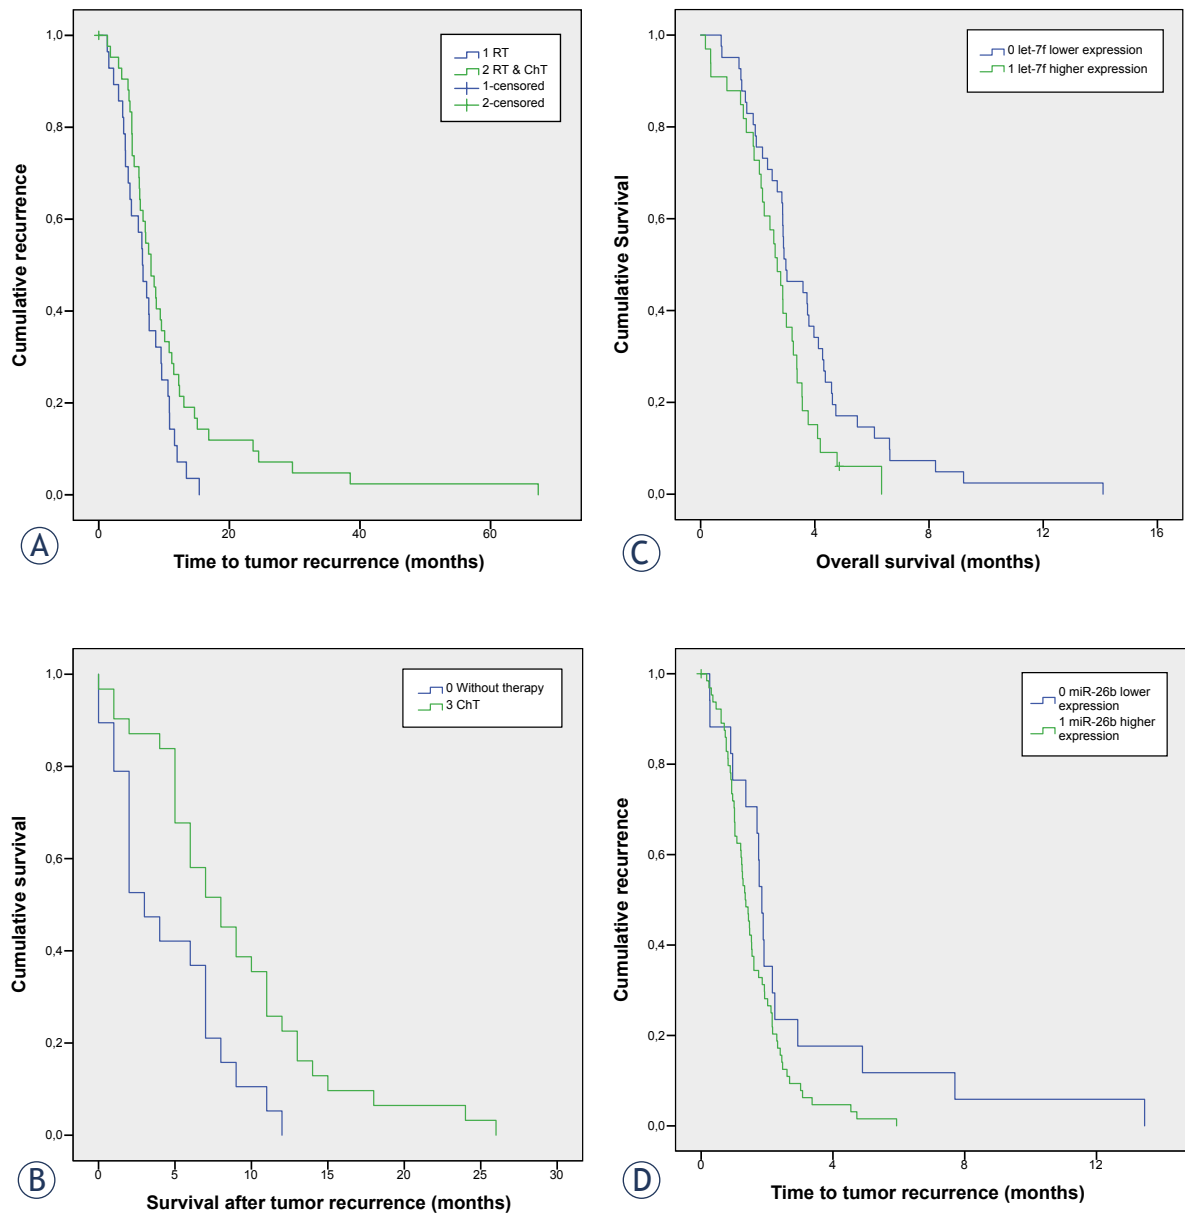 1,0
0,8
0,6
0,4
0,2
0,0
Cumulative recurrence
1 RT
2 RT & ChT
1-censored
2-censored
0
20
40
60
Time to tumor recurrence (months)
A
1,0
0,8
0,6
0,4
0,2
0,0
Cumulative Survival
0 let-7f lower expression
1 let-7f higher expression
0
4
8
12
16
Overall survival (months)
C
1,0
0,8
0,6
0,4
0,2
0,0
Cumulative survival
0 Without therapy
3 ChT
0
5
10
15
20
25
30
Survival after tumor recurrence (months)
B
1,0
0,8
0,6
0,4
0,2
0,0
Cumulative recurrence
0 miR-26b lower
expression
1 miR-26b higher
expression
0
4
8
12
Time to tumor recurrence (months)
D